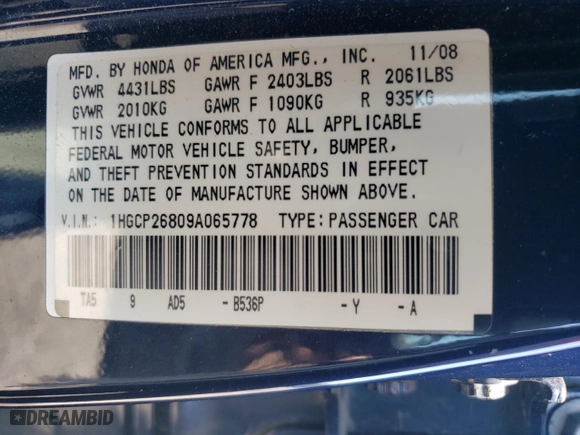 MFD. BY HONDA OF AMERICA MFG., INC. 11/08
GVWR 4431LBS GAWR F 2403LBS R 2061LBS
GVWR 2010KG GAWR F 1090KG R 935KG
THIS VEHICLE CONFORMS TO ALL APPLICABLE
FEDERAL MOTOR VEHICLE SAFETY, BUMPER,
AND THEFT PREVENTION STANDARDS IN EFFECT
ON THE DATE OF MANUFACTURE SHOWN ABOVE.
V.I.N.: 1HGCP26809A065778 TYPE:PASSENGER CAR
TA5 9 AD5 -B536P -Y -A
DREAMBID